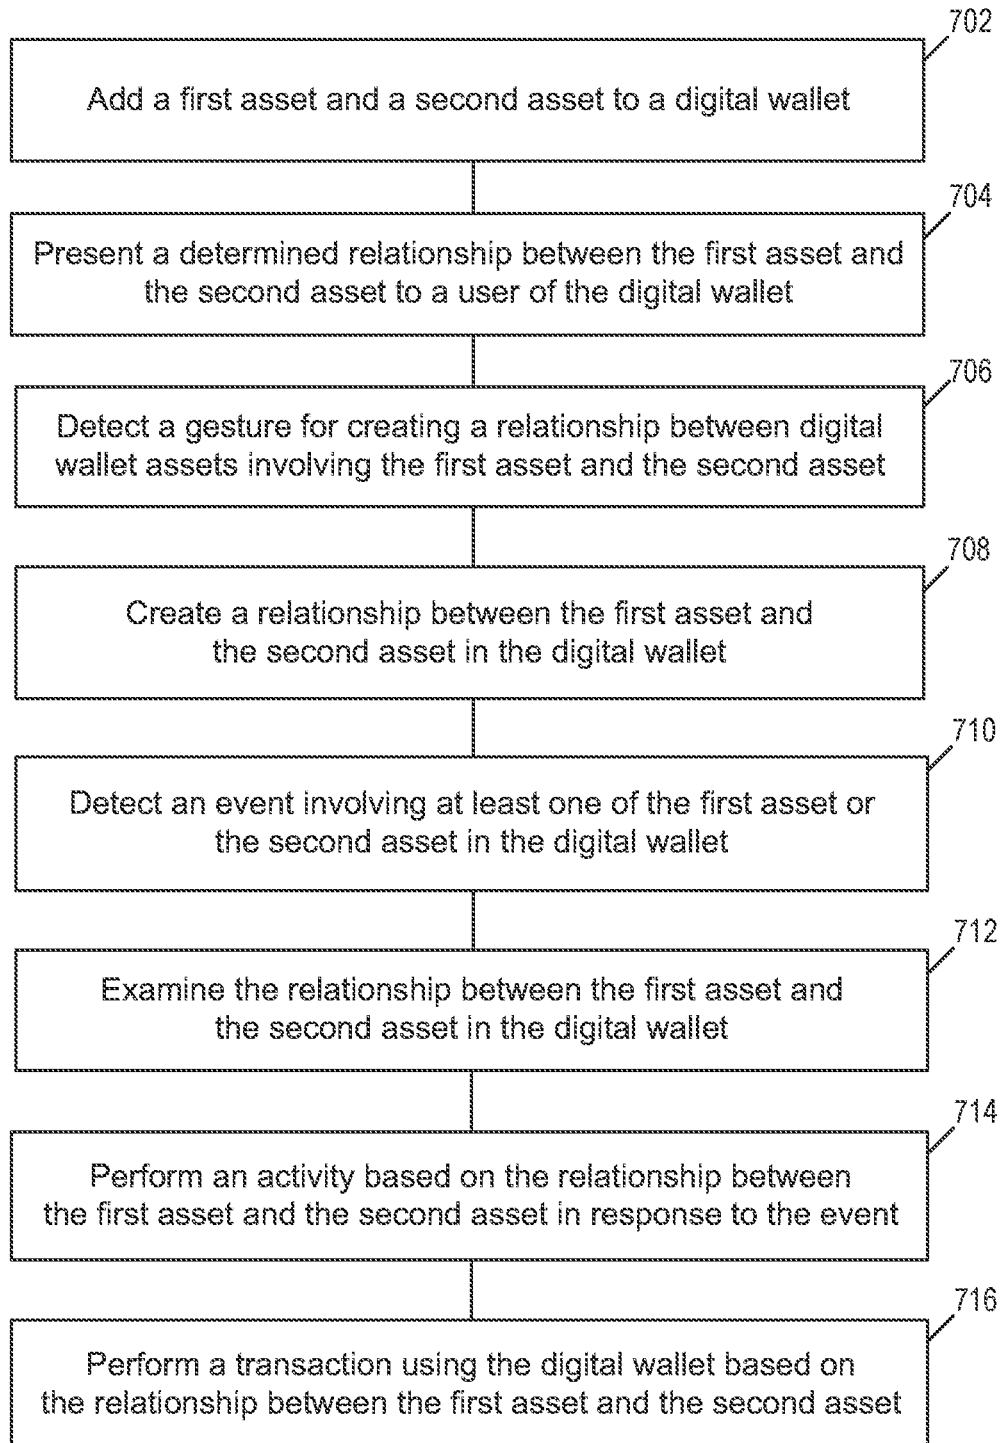 702
Add a first asset and a second asset to a digital wallet
704
Present a determined relationship between the first asset and
the second asset to a user of the digital wallet
706
Detect a gesture for creating a relationship between digital
wallet assets involving the first asset and the second asset
708
Create a relationship between the first asset and
the second asset in the digital wallet
710
Detect an event involving at least one of the first asset or
the second asset in the digital wallet
712
Examine the relationship between the first asset and
the second asset in the digital wallet
714
Perform an activity based on the relationship between
the first asset and the second asset in response to the event
716
Perform a transaction using the digital wallet based on
the relationship between the first asset and the second asset